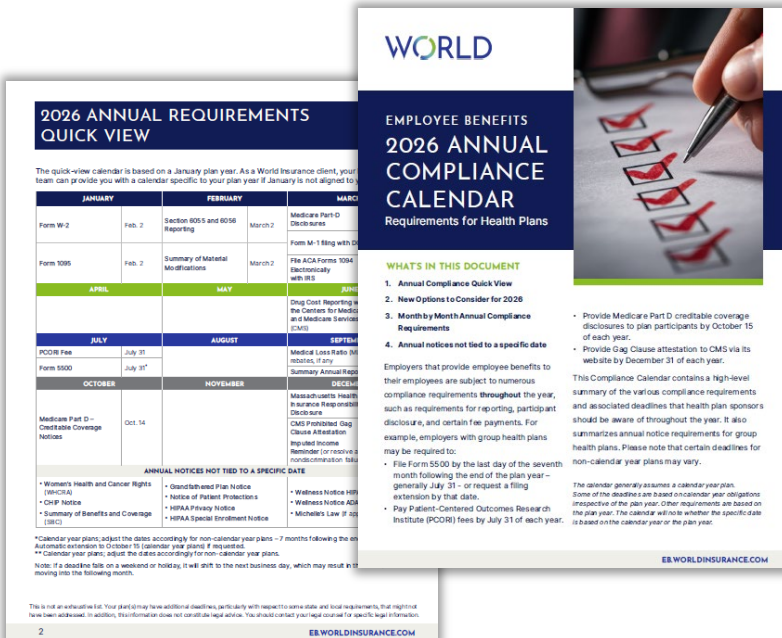 2026 ANNUAL REQUIREMENTS
QUICK VIEW
The quick-view calendar is based on a January plan year. As a World Insurance client, your
team can provide you with a calendar specific to your plan year if January is not aligned to
JANUARY
FEBRUARY
Form W-2
Feb. 2
Section 6055 and 6056
Reporting
March 2
Medicare Part-D
Disclosures
Form M-1 filing with
Form 1095
Feb. 2
Summary of Material
Modifications
March 2
File ACA Forms 1094
Electronically
with IRS
APRIL
MAY
Drug Cost Reporting
the Centers for
and Medicare Services
(CMS)
JULY
AUGUST
PCORI Fee
July 31
Medical Loss Ratio
rebates, if any
Form 5500
July 31*
Summary Annual
OCTOBER
NOVEMBER
Medicare Part D –
Creditable Coverage
Notices
Oct. 14
Massachusetts Health
Insurance
Disclosure
CMS Prohibited Gag
Clause Attestation
Imputed Income
Reminder (or resolve a
nondiscrimination
ANNUAL NOTICES NOT TIED TO A SPECIFIC DATE
• Women's Health and Cancer Rights
(WHCRA)
• CHIP Notice
• Summary of Benefits and Coverage
(SBC)
• Grandfathered Plan Notice
• Notice of Patient Protections
• HIPAA Privacy Notice
• HIPAA Special Enrollment Notice
• Wellness Notice
• Wellness Notice
• Michelle's Law (if
*Calendar year plans; adjust the dates accordingly for non-calendar year plans – 7 months following the
Automatic extension to October 15 (calendar year plans) if requested.
** Calendar year plans; adjust the dates accordingly for non-calendar year plans.
Note: If a deadline falls on a weekend or holiday, it will shift to the next business day, which may result in
moving into the following month.
This is not an exhaustive list. Your plan(s) may have additional deadlines, particularly with respect to some state and local requirements, that might not
have been addressed. In addition, this information does not constitute legal advice. You should contact your legal counsel for specific legal information.
2
EB.WORLDINSURANCE.COM
WORLD
EMPLOYEE BENEFITS
2026 ANNUAL
COMPLIANCE
CALENDAR
Requirements for Health Plans
WHAT'S IN THIS DOCUMENT
1. Annual Compliance Quick View
2. New Options to Consider for 2026
3. Month by Month Annual Compliance
Requirements
4. Annual notices not tied to a specific date
Employers that provide employee benefits to
their employees are subject to numerous
compliance requirements throughout the year,
such as requirements for reporting, participant
disclosure, and certain fee payments. For
example, employers with group health plans
may be required to:
• File Form 5500 by the last day of the seventh
month following the end of the plan year –
generally July 31 - or request a filing
extension by that date.
• Pay Patient-Centered Outcomes Research
Institute (PCORI) fees by July 31 of each year.
• Provide Medicare Part D creditable coverage
disclosures to plan participants by October 15
of each year.
• Provide Gag Clause attestation to CMS via its
website by December 31 of each year.
This Compliance Calendar contains a high-level
summary of the various compliance requirements
and associated deadlines that health plan sponsors
should be aware of throughout the year. It also
summarizes annual notice requirements for group
health plans. Please note that certain deadlines for
non-calendar year plans may vary.
The calendar generally assumes a calendar plan year.
Some of the deadlines are based on calendar year obligations
irrespective of the plan year. Other requirements are based on
the plan year. The calendar will note whether the specific date
is based on the calendar year or the plan year.
EB.WORLDINSURANCE.COM